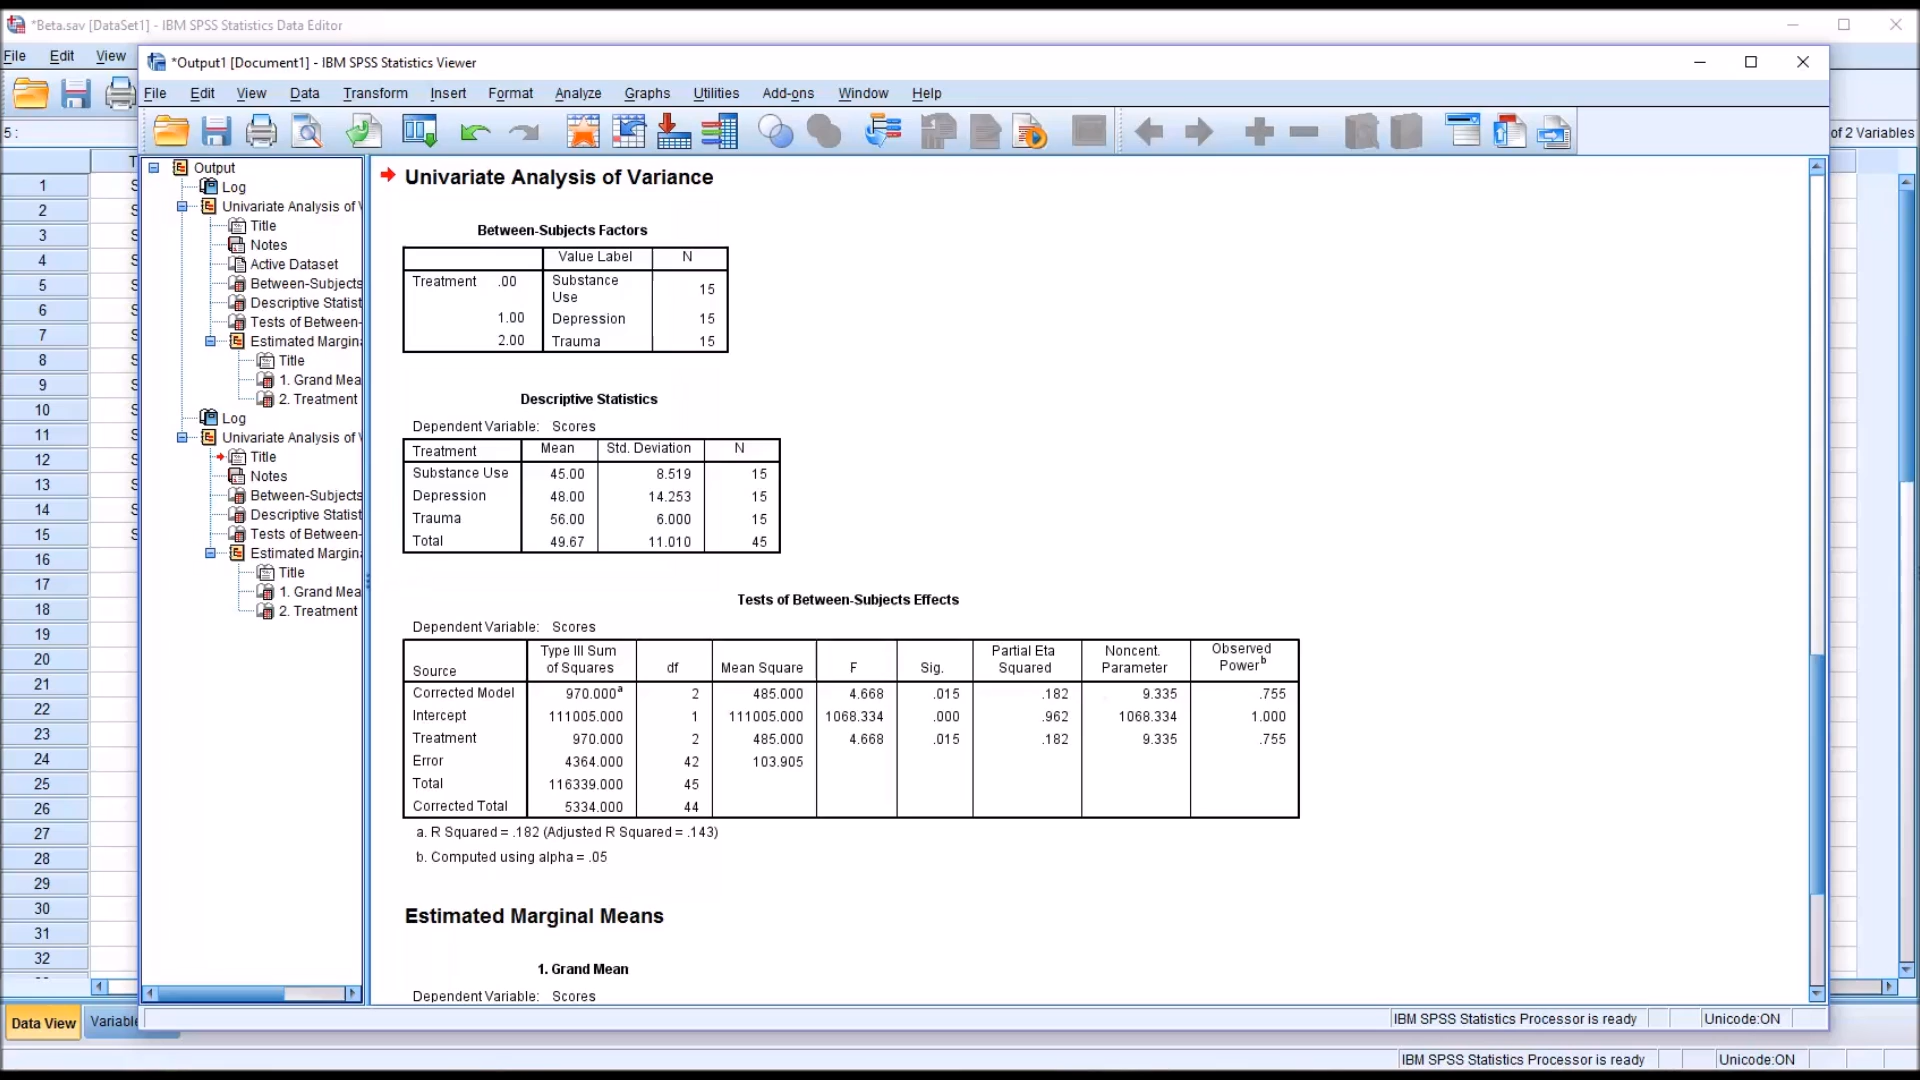 *Beta.sav [DataSet1] - IBM SPSS Statistics Data Editor
File Edit View
5 :
of 2 Variables
*Output1 [Document1] - IBM SPSS Statistics Viewer
File Edit View Data Transform Insert Format Analyze Graphs Utilities Add-ons Window Help
Output
Log
Univariate Analysis of
Title
Notes
Active Dataset
Between-Subjects
Descriptive Statist
Tests of Between-
Estimated Margin
Title
1. Grand Mea
2. Treatment
Log
Univariate Analysis of
Title
Notes
Between-Subjects
Descriptive Statist
Tests of Between-
Estimated Margin
Title
1. Grand Mea
2. Treatment
1
2
3
4
5
6
7
8
9
10
11
12
13
14
15
16
17
18
19
20
21
22
23
24
25
26
27
28
29
30
31
32
Univariate Analysis of Variance
Between-Subjects Factors
Value Label N
Treatment .00 Substance Use 15
1.00 Depression 15
2.00 Trauma 15
Descriptive Statistics
Dependent Variable: Scores
Treatment Mean Std. Deviation N
Substance Use 45.00 8.519 15
Depression 48.00 14.253 15
Trauma 56.00 6.000 15
Total 49.67 11.010 45
Tests of Between-Subjects Effects
Dependent Variable: Scores
Source Type III Sum of Squares df Mean Square F Sig. Partial Eta Squared Noncent. Parameter Observed Power b
Corrected Model 970.000a 2 485.000 4.668 .015 .182 9.335 .755
Intercept 111005.000 1 111005.000 1068.334 .000 .962 1068.334 1.000
Treatment 970.000 2 485.000 4.668 .015 .182 9.335 .755
Error 4364.000 42 103.905
Total 116339.000 45
Corrected Total 5334.000 44
a. R Squared = .182 (Adjusted R Squared = .143)
b. Computed using alpha = .05
Estimated Marginal Means
1. Grand Mean
Dependent Variable: Scores
IBM SPSS Statistics Processor is ready Unicode:ON
Data View Variable
IBM SPSS Statistics Processor is ready Unicode:ON